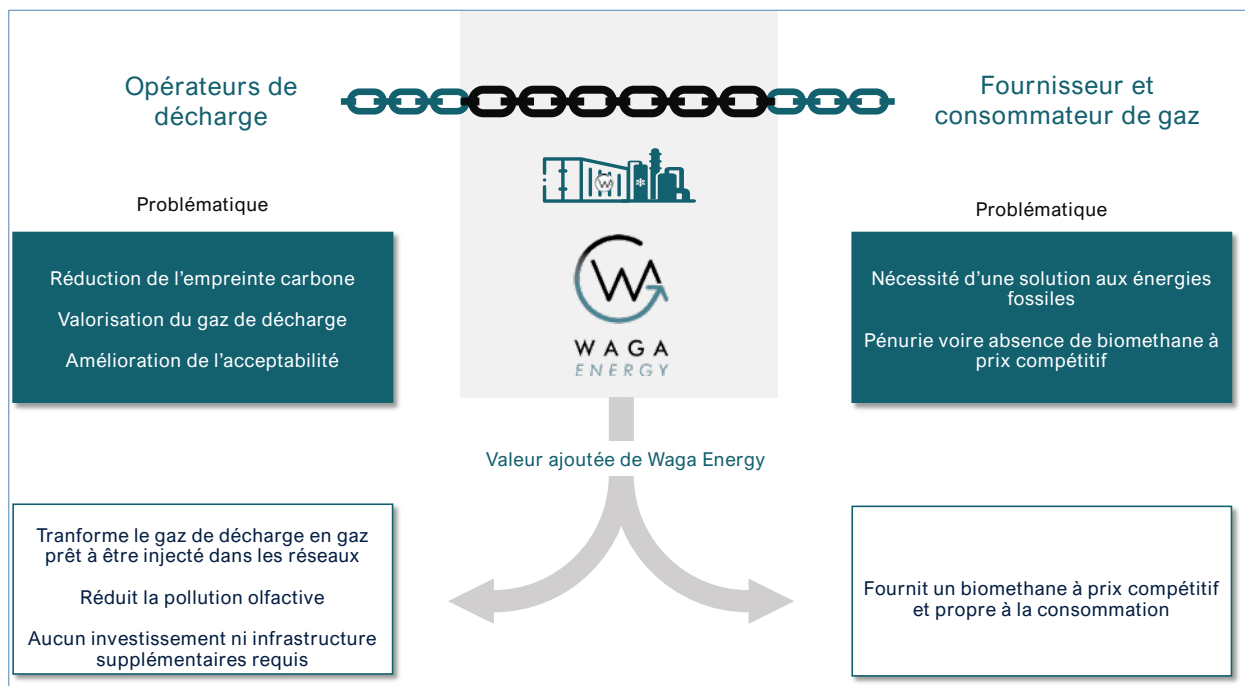 Opérateurs de
décharge
Fournisseur et
consommateur de gaz
Problématique
Réduction de l'empreinte carbone
Valorisation du gaz de décharge
Amélioration de l'acceptabilité
W
WA
WAGA
ENERGY
Problématique
Nécessité d'une solution aux énergies
fossiles
Pénurie voire absence de biomethane à
prix compétitif
Valeur ajoutée de Waga Energy
Tranforme le gaz de décharge en gaz
prêt à être injecté dans les réseaux
Réduit la pollution olfactive
Aucun investissement ni infrastructure
supplémentaires requis
Fournit un biomethane à prix compétitif
et propre à la consommation